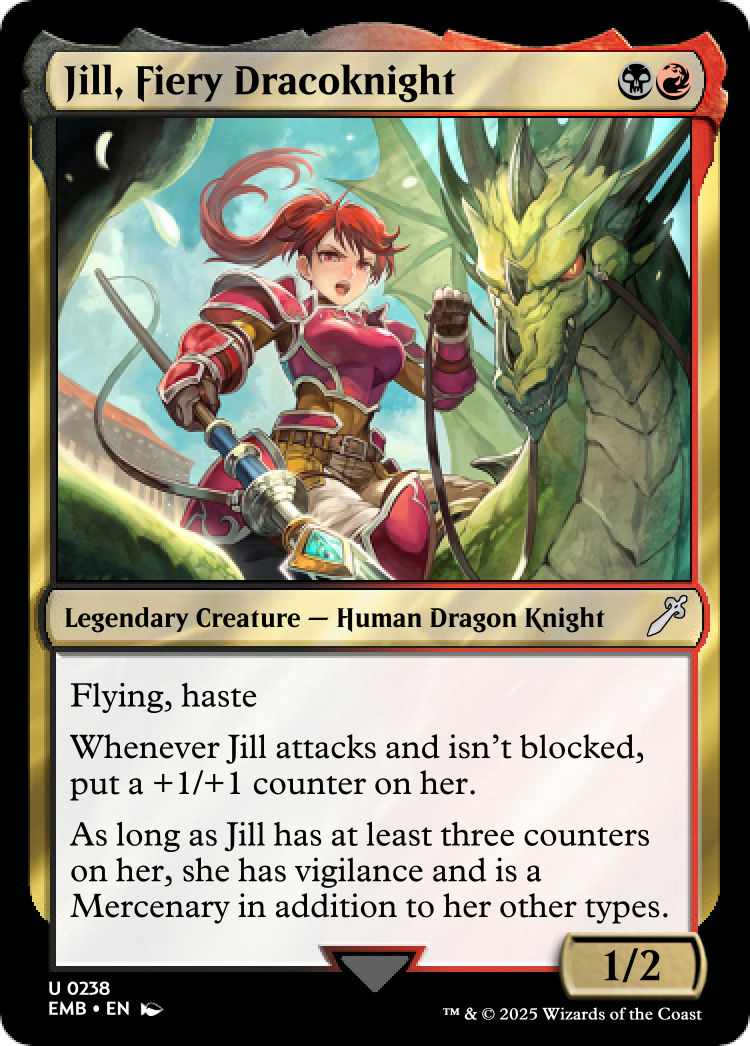 Jill, Fiery Dracoknight
Legendary Creature — Human Dragon Knight
Flying, haste
Whenever Jill attacks and isn't blocked,
put a +1/+1 counter on her.
As long as Jill has at least three counters
on her, she has vigilance and is a
Mercenary in addition to her other types.
1/2
U 0238
EMB • EN
™ & © 2025 Wizards of the Coast